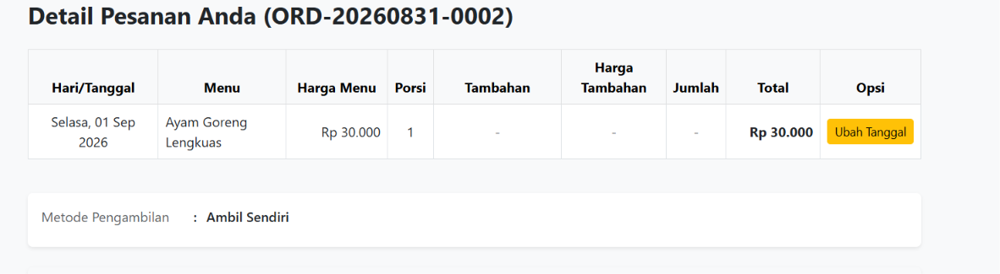 Detail Pesanan Anda (ORD-20260831-0002)
Hari/Tanggal Menu Harga Menu Porsi Tambahan Harga Tambahan Jumlah Total Opsi
Selasa, 01 Sep 2026 Ayam Goreng Lengkuas Rp 30.000 1 - - - Rp 30.000 Ubah Tanggal
Metode Pengambilan : Ambil Sendiri